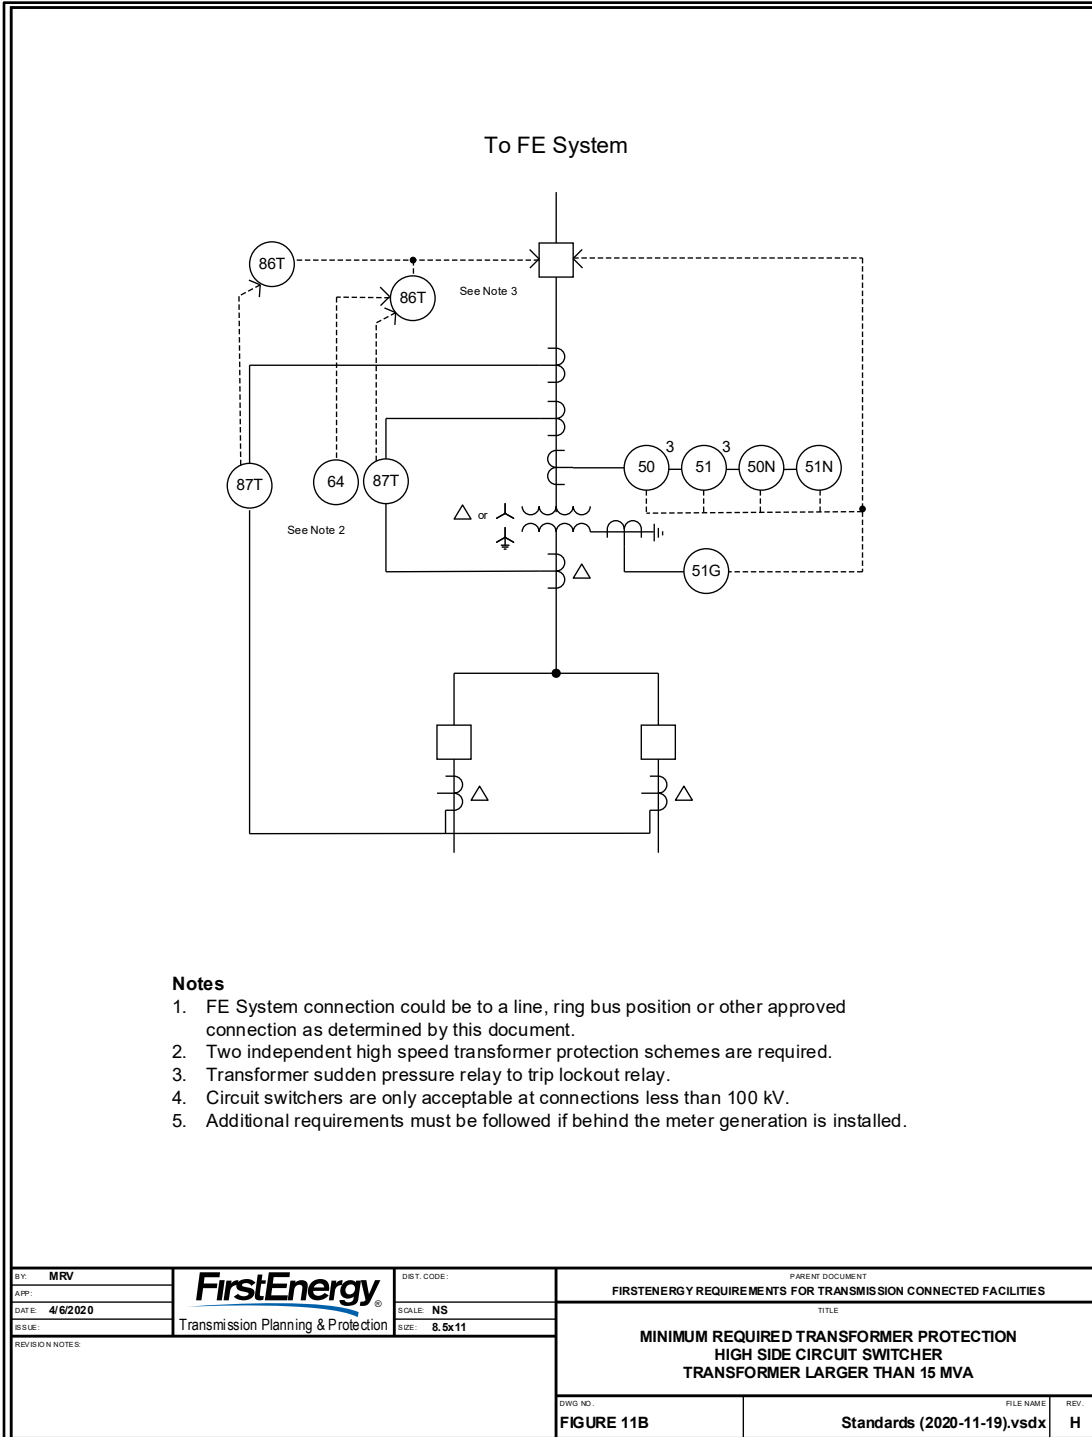 To FE System
86T
86T
See Note 3
3
3
50
51
50N
51N
87T
64
87T
See Note 2
or
51G
Notes
1. FE System connection could be to a line, ring bus position or other approved
connection as determined by this document.
2. Two independent high speed transformer protection schemes are required.
3. Transformer sudden pressure relay to trip lockout relay.
4. Circuit switchers are only acceptable at connections less than 100 kV.
5. Additional requirements must be followed if behind the meter generation is installed.
BY: MRV
APP:
DATE: 4/6/2020
ISSUE:
REVISION NOTES:
FirstEnergy®
Transmission Planning & Protection
DIST. CODE:
SCALE: NS
SIZE: 8.5x11
PARENT DOCUMENT
FIRSTENERGY REQUIREMENTS FOR TRANSMISSION CONNECTED FACILITIES
TITLE
MINIMUM REQUIRED TRANSFORMER PROTECTION
HIGH SIDE CIRCUIT SWITCHER
TRANSFORMER LARGER THAN 15 MVA
DWG NO.
FIGURE 11B
FILE NAME
Standards (2020-11-19).vsdx
REV.
H